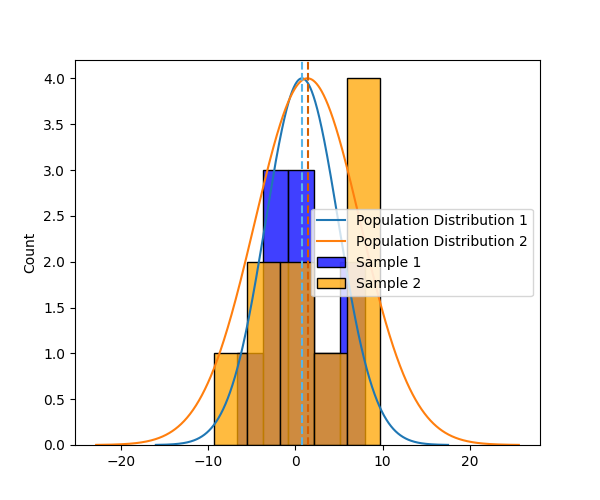 4.0
3.5
3.0
2.5
2.0
1.5
1.0
0.5
0.0
Count
Population Distribution 1
Population Distribution 2
Sample 1
Sample 2
−20 −10 0 10 20